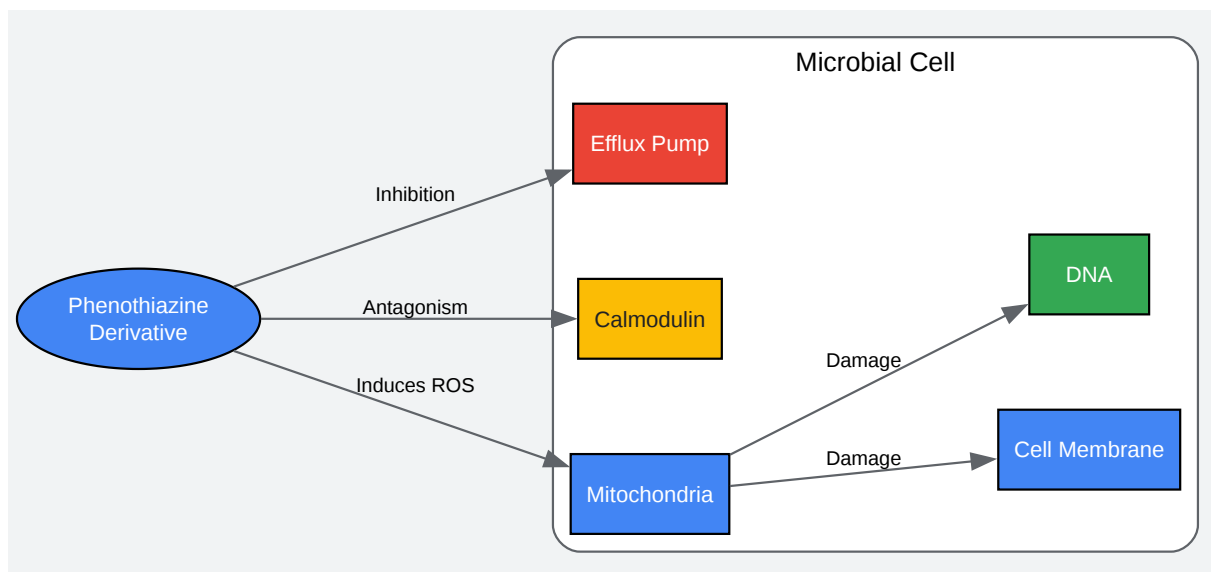 Microbial Cell
Efflux Pump
Inhibition
DNA
Phenothiazine
Derivative
Antagonism
Calmodulin
Damage
Induces ROS
Cell Membrane
Damage
Mitochondria